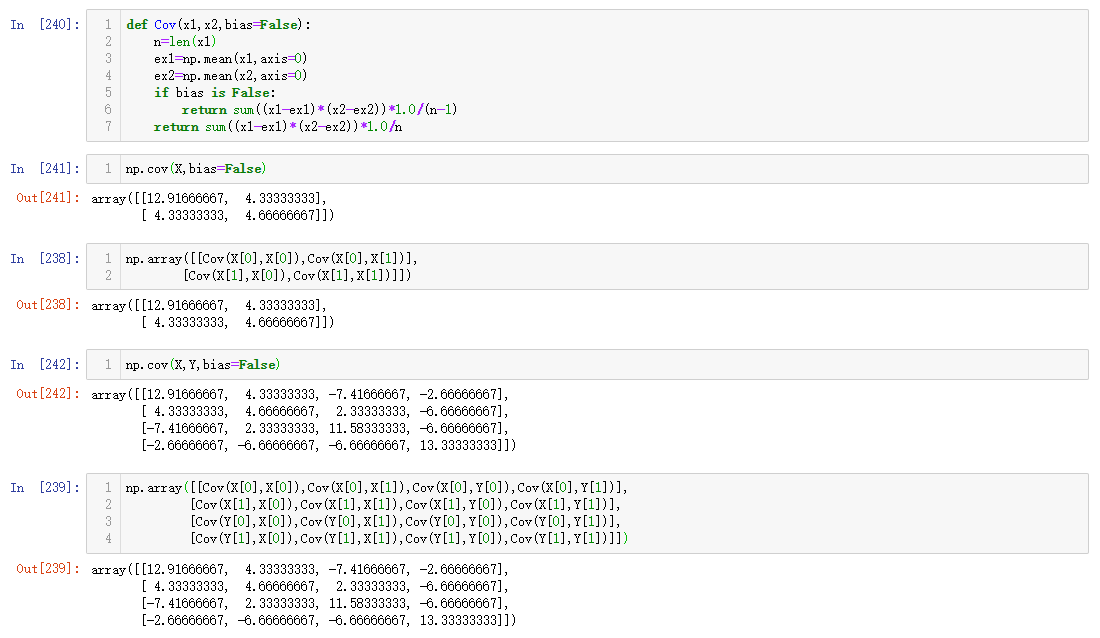 In [240]:
1 def Cov(x1,x2,bias=False):
2     n=len(x1)
3     ex1=np.mean(x1,axis=0)
4     ex2=np.mean(x2,axis=0)
5     if bias is False:
6         return sum((x1-ex1)*(x2-ex2))*1.0/(n-1)
7     return sum((x1-ex1)*(x2-ex2))*1.0/n
In [241]: 1 np.cov(X,bias=False)
Out[241]: array([[12.91666667,  4.33333333],
       [ 4.33333333,  4.66666667]])
In [238]: 1 np.array([[Cov(X[0],X[0]),Cov(X[0],X[1])],
2         [Cov(X[1],X[0]),Cov(X[1],X[1])]])
Out[238]: array([[12.91666667,  4.33333333],
       [ 4.33333333,  4.66666667]])
In [242]: 1 np.cov(X,Y,bias=False)
Out[242]: array([[12.91666667,  4.33333333, -7.41666667, -2.66666667],
       [ 4.33333333,  4.66666667,  2.33333333, -6.66666667],
       [-7.41666667,  2.33333333, 11.58333333, -6.66666667],
       [-2.66666667, -6.66666667, -6.66666667, 13.33333333]])
In [239]: 1 np.array([[Cov(X[0],X[0]),Cov(X[0],X[1]),Cov(X[0],Y[0]),Cov(X[0],Y[1])],
2          [Cov(X[1],X[0]),Cov(X[1],X[1]),Cov(X[1],Y[0]),Cov(X[1],Y[1])],
3          [Cov(Y[0],X[0]),Cov(Y[0],X[1]),Cov(Y[0],Y[0]),Cov(Y[0],Y[1])],
4          [Cov(Y[1],X[0]),Cov(Y[1],X[1]),Cov(Y[1],Y[0]),Cov(Y[1],Y[1])]])
Out[239]: array([[12.91666667,  4.33333333, -7.41666667, -2.66666667],
       [ 4.33333333,  4.66666667,  2.33333333, -6.66666667],
       [-7.41666667,  2.33333333, 11.58333333, -6.66666667],
       [-2.66666667, -6.66666667, -6.66666667, 13.33333333]])